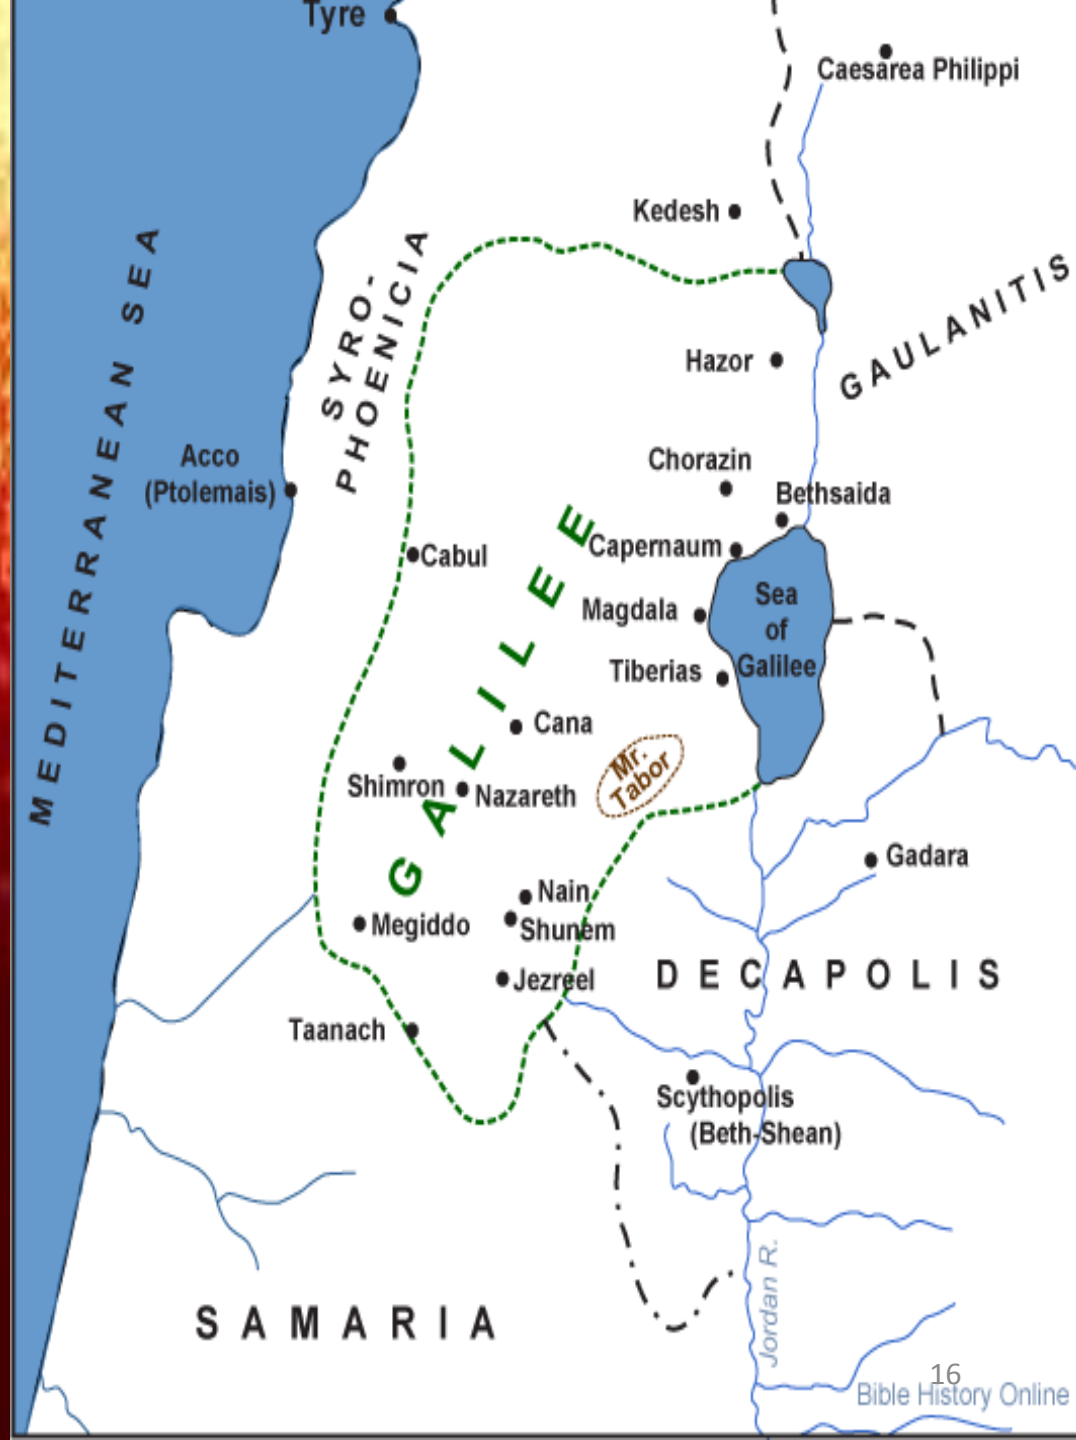 Tyre
Caesarea Philippi
Kedesh
MEDITERRANEAN SEA
SYRO-
PHOENICIA
GAULANITIS
Hazor
Acco
(Ptolemais)
Chorazin
Bethsaida
Capernaum
Cabul
GALILEE
Magdala
Sea
of
Galilee
Tiberias
Cana
Mr.
Tabor
Shimron
Nazareth
Gadara
Nain
Megiddo
Shunem
Jezreel
DECAPOLIS
Taanach
Scythopolis
(Beth-Shean)
Jordan R.
SAMARIA
16
Bible History Online